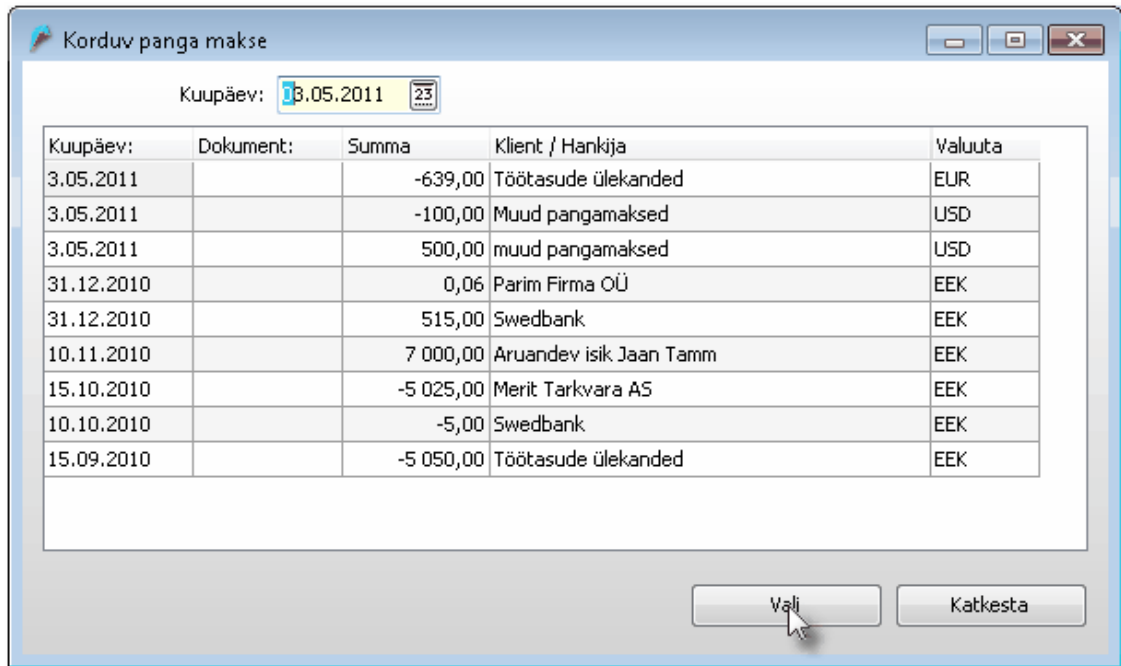 Korduv panga makse
Kuupäev: 03.05.2011 23
Kuupäev: Dokument: Summa Klient / Hankija Valuuta
3.05.2011 -639,00 Töötasude ülekanded EUR
3.05.2011 -100,00 Muud pangamaksed USD
3.05.2011 500,00 muud pangamaksed USD
31.12.2010 0,06 Parim Firma OÜ EEK
31.12.2010 515,00 Swedbank EEK
10.11.2010 7 000,00 Aruandev isik Jaan Tamm EEK
15.10.2010 -5 025,00 Merit Tarkvara AS EEK
10.10.2010 -5,00 Swedbank EEK
15.09.2010 -5 050,00 Töötasude ülekanded EEK
Vali Katkesta